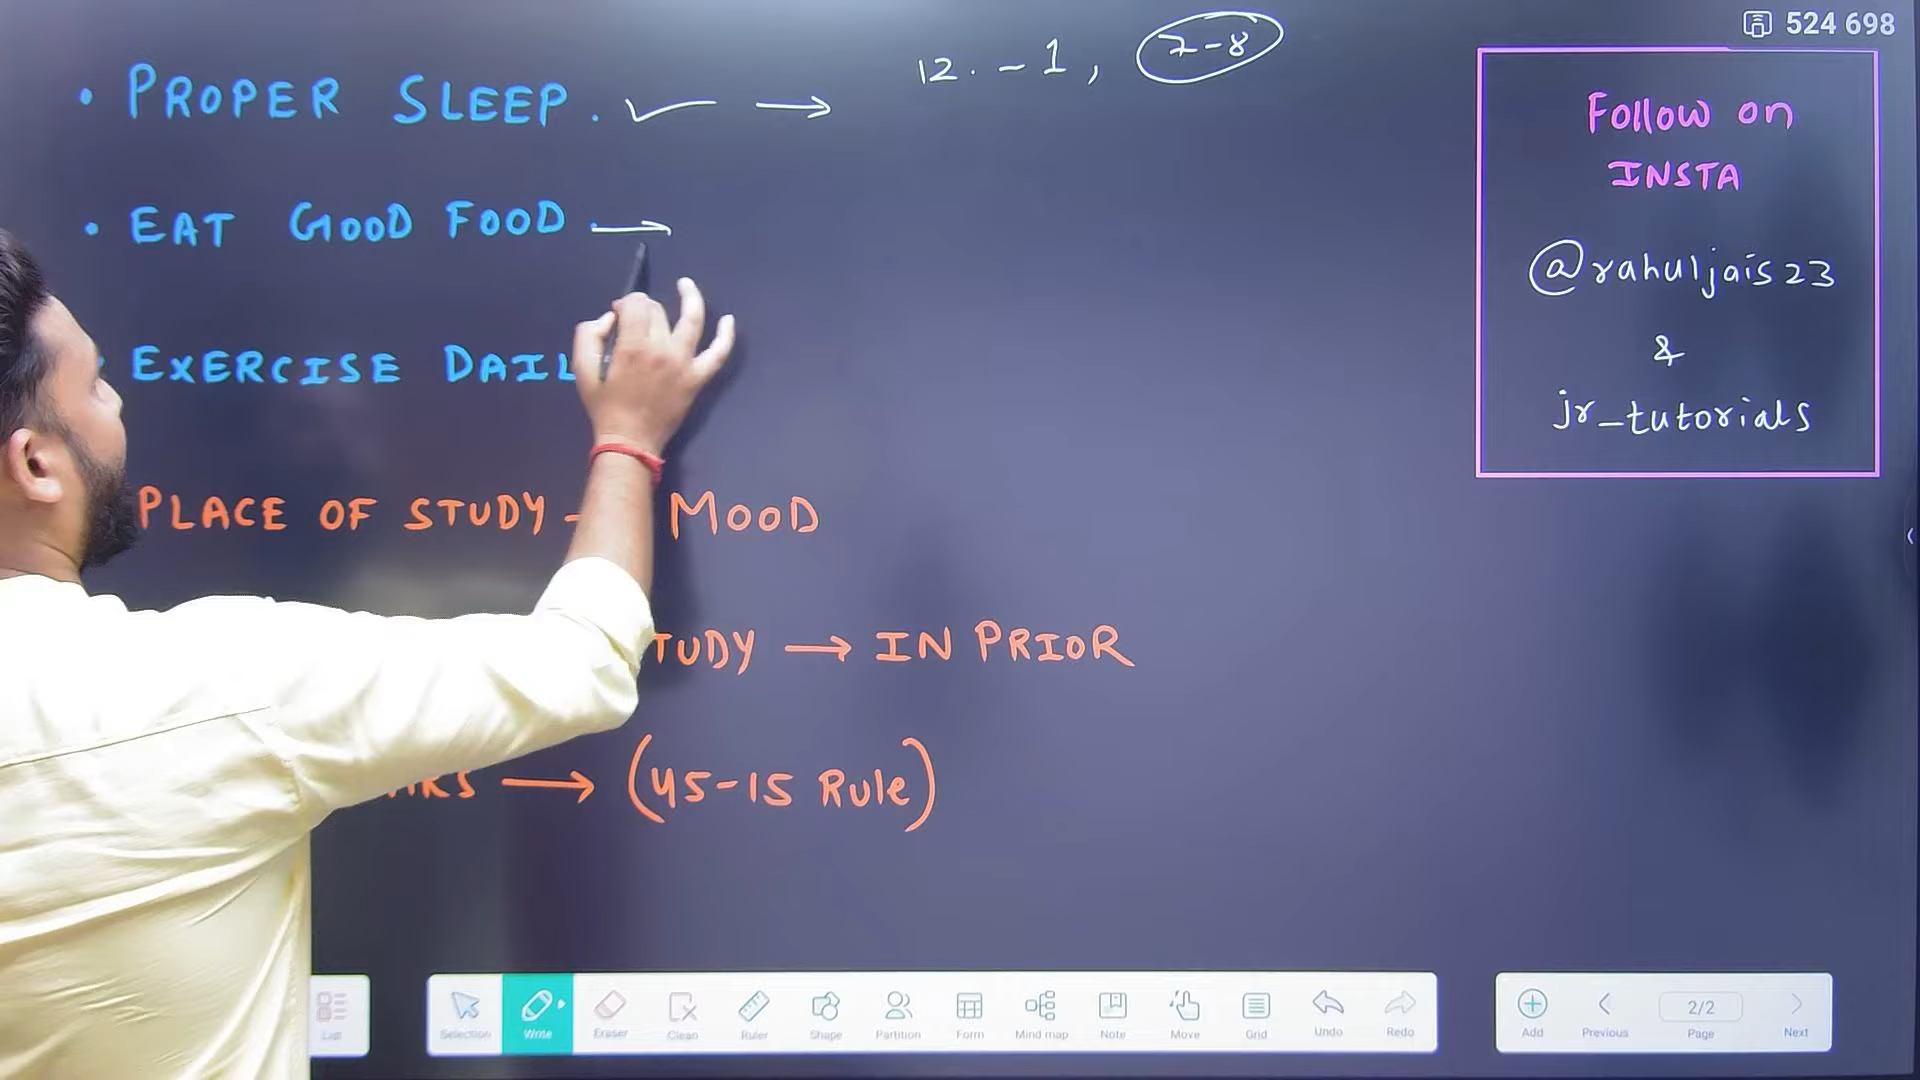 524 698
12. - 1, 7-8
• PROPER SLEEP. ✓ →
Follow on
INSTA
• EAT GOOD FOOD. →
@rahuljais23
&
jr_tutorials
EXERCISE
PLACE OF STUDY - MOOD
→ IN PRIOR
→ (45-15 Rule)
List
Selection Write Eraser Clean Ruler Shape Partition Form Mind map Note Move Grid Undo Redo
Add Previous 2/2 Page Next